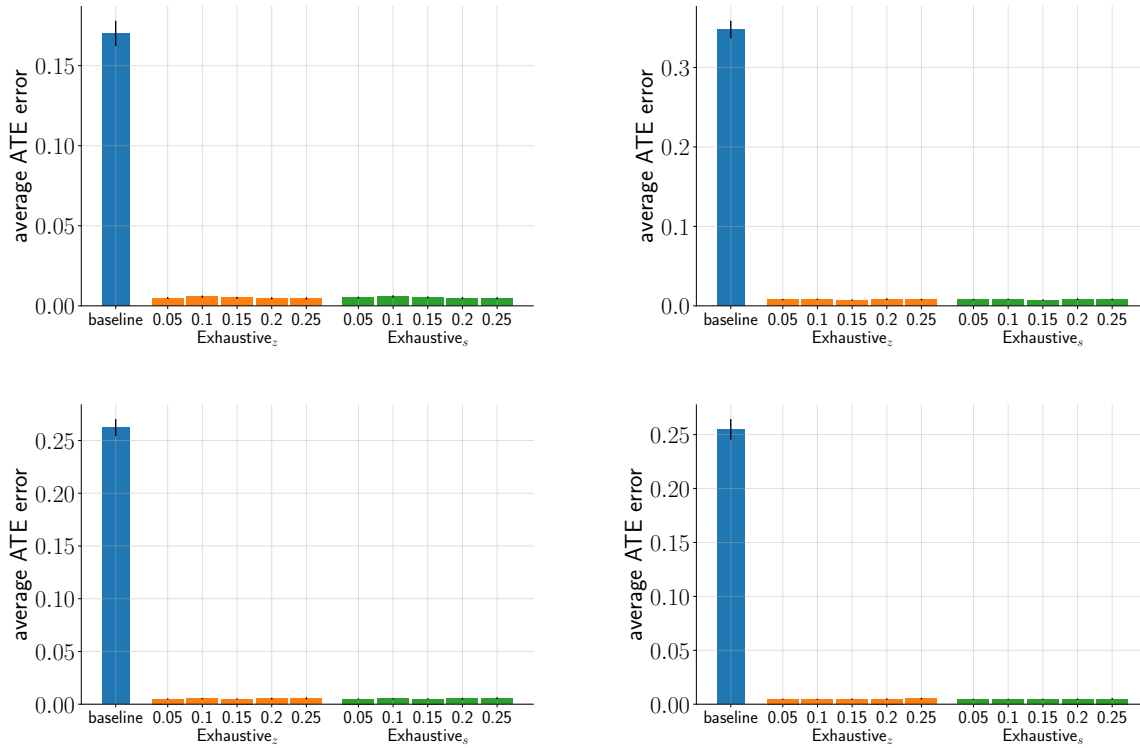 average ATE error
0.15
0.10
0.05
0.00
baseline 0.05 0.1 0.15 0.2 0.25 0.05 0.1 0.15 0.2 0.25
Exhaustive_z Exhaustive_s
average ATE error
0.3
0.2
0.1
0.0
baseline 0.05 0.1 0.15 0.2 0.25 0.05 0.1 0.15 0.2 0.25
Exhaustive_z Exhaustive_s
average ATE error
0.25
0.20
0.15
0.10
0.05
0.00
baseline 0.05 0.1 0.15 0.2 0.25 0.05 0.1 0.15 0.2 0.25
Exhaustive_z Exhaustive_s
average ATE error
0.25
0.20
0.15
0.10
0.05
0.00
baseline 0.05 0.1 0.15 0.2 0.25 0.05 0.1 0.15 0.2 0.25
Exhaustive_z Exhaustive_s